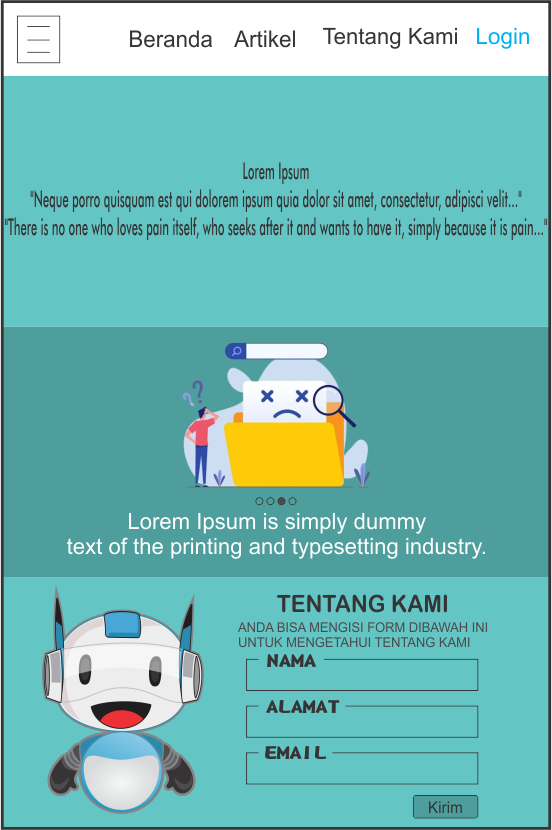 Beranda Artikel Tentang Kami Login
Lorem Ipsum
"Neque porro quisquam est qui dolorem ipsum quia dolor sit amet, consectetur, adipisci velit..."
"There is no one who loves pain itself, who seeks after it and wants to have it, simply because it is pain..."
? ?
Lorem Ipsum is simply dummy
text of the printing and typesetting industry.
TENTANG KAMI
ANDA BISA MENGISI FORM DIBAWAH INI
UNTUK MENGETAHUI TENTANG KAMI
NAMA
ALAMAT
EMAIL
Kirim